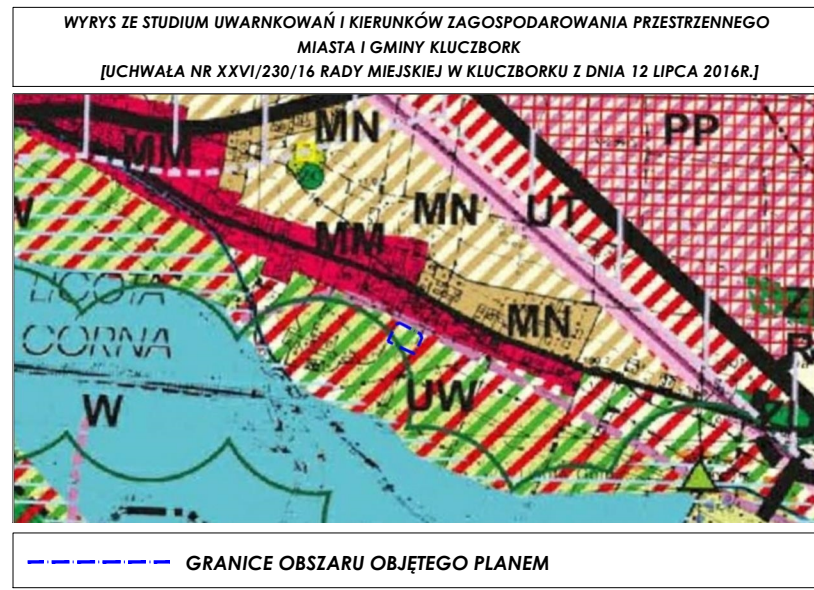 WYRYS ZE STUDIUM UWARNKOWAŃ I KIERUNKÓW ZAGOSPODAROWANIA PRZESTRZENNEGO
MIASTA I GMINY KLUCZBORK
[UCHWAŁA NR XXVI/230/16 RADY MIEJSKIEJ W KLUCZBORKU Z DNIA 12 LIPCA 2016R.]
MN
PP
MM
MN
UT
MM
LIGOTA
GÓRNA
MN
W
UW
GRANICE OBSZARU OBJĘTEGO PLANEM